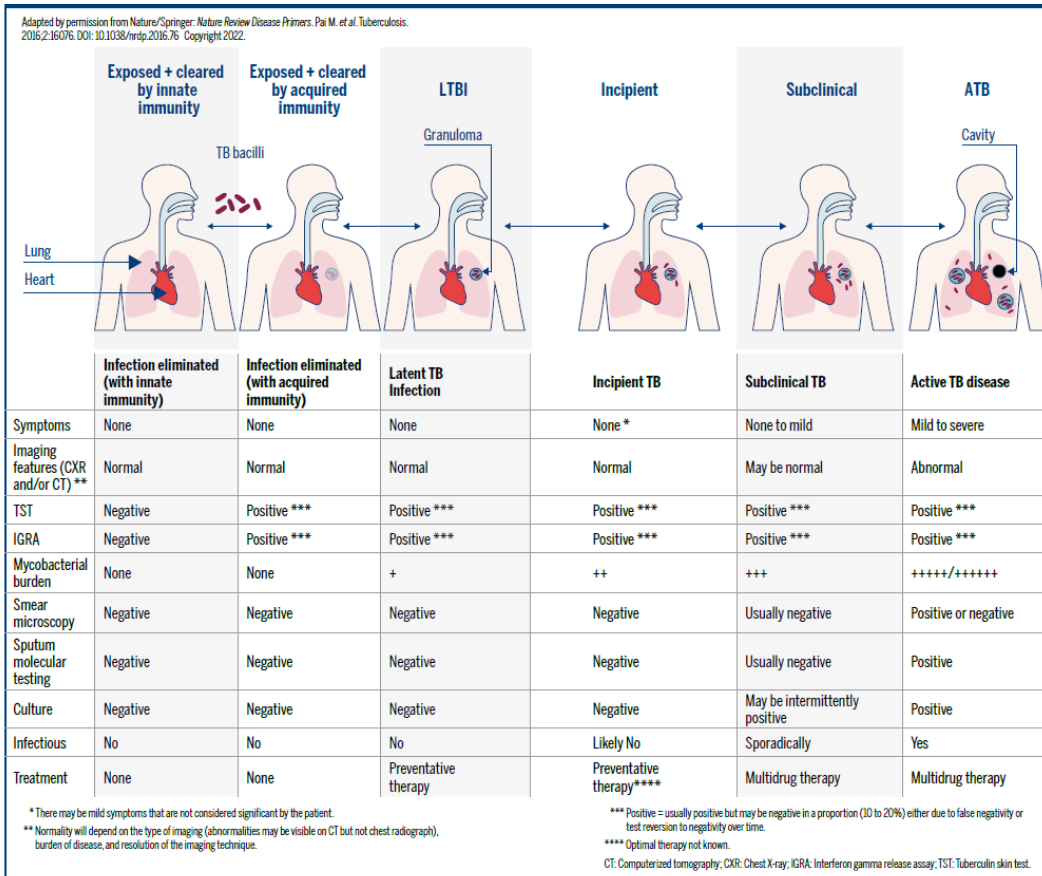 Adapted by permission from Nature/Springer: Nature Review Disease Primers. Pai M. et al. Tuberculosis.
2016;2:16076. DOI: 10.1038/nrdp.2016.76 Copyright 2022.
Exposed + cleared
by innate
immunity
Exposed + cleared
by acquired
immunity
LTBI
Incipient
Subclinical
ATB
TB bacilli
Granuloma
Cavity
Lung
Heart
Infection eliminated
(with innate
immunity)
Infection eliminated
(with acquired
immunity)
Latent TB
Infection
Incipient TB
Subclinical TB
Active TB disease
Symptoms None None None None * None to mild Mild to severe
Imaging
features (CXR
and/or CT) **
Normal Normal Normal Normal May be normal Abnormal
TST Negative Positive *** Positive *** Positive *** Positive *** Positive ***
IGRA Negative Positive *** Positive *** Positive *** Positive *** Positive ***
Mycobacterial
burden
None None + ++ +++ +++++/++++++
Smear
microscopy
Negative Negative Negative Negative Usually negative Positive or negative
Sputum
molecular
testing
Negative Negative Negative Negative Usually negative Positive
Culture Negative Negative Negative Negative May be intermittently
positive
Positive
Infectious No No No Likely No Sporadically Yes
Treatment None None Preventative
therapy
Preventative
therapy****
Multidrug therapy Multidrug therapy
* There may be mild symptoms that are not considered significant by the patient.
** Normality will depend on the type of imaging (abnormalities may be visible on CT but not chest radiograph),
burden of disease, and resolution of the imaging technique.
*** Positive = usually positive but may be negative in a proportion (10 to 20%) either due to false negativity or
test reversion to negativity over time.
**** Optimal therapy not known.
CT: Computerized tomography; CXR: Chest X-ray; IGRA: Interferon gamma release assay; TST: Tuberculin skin test.